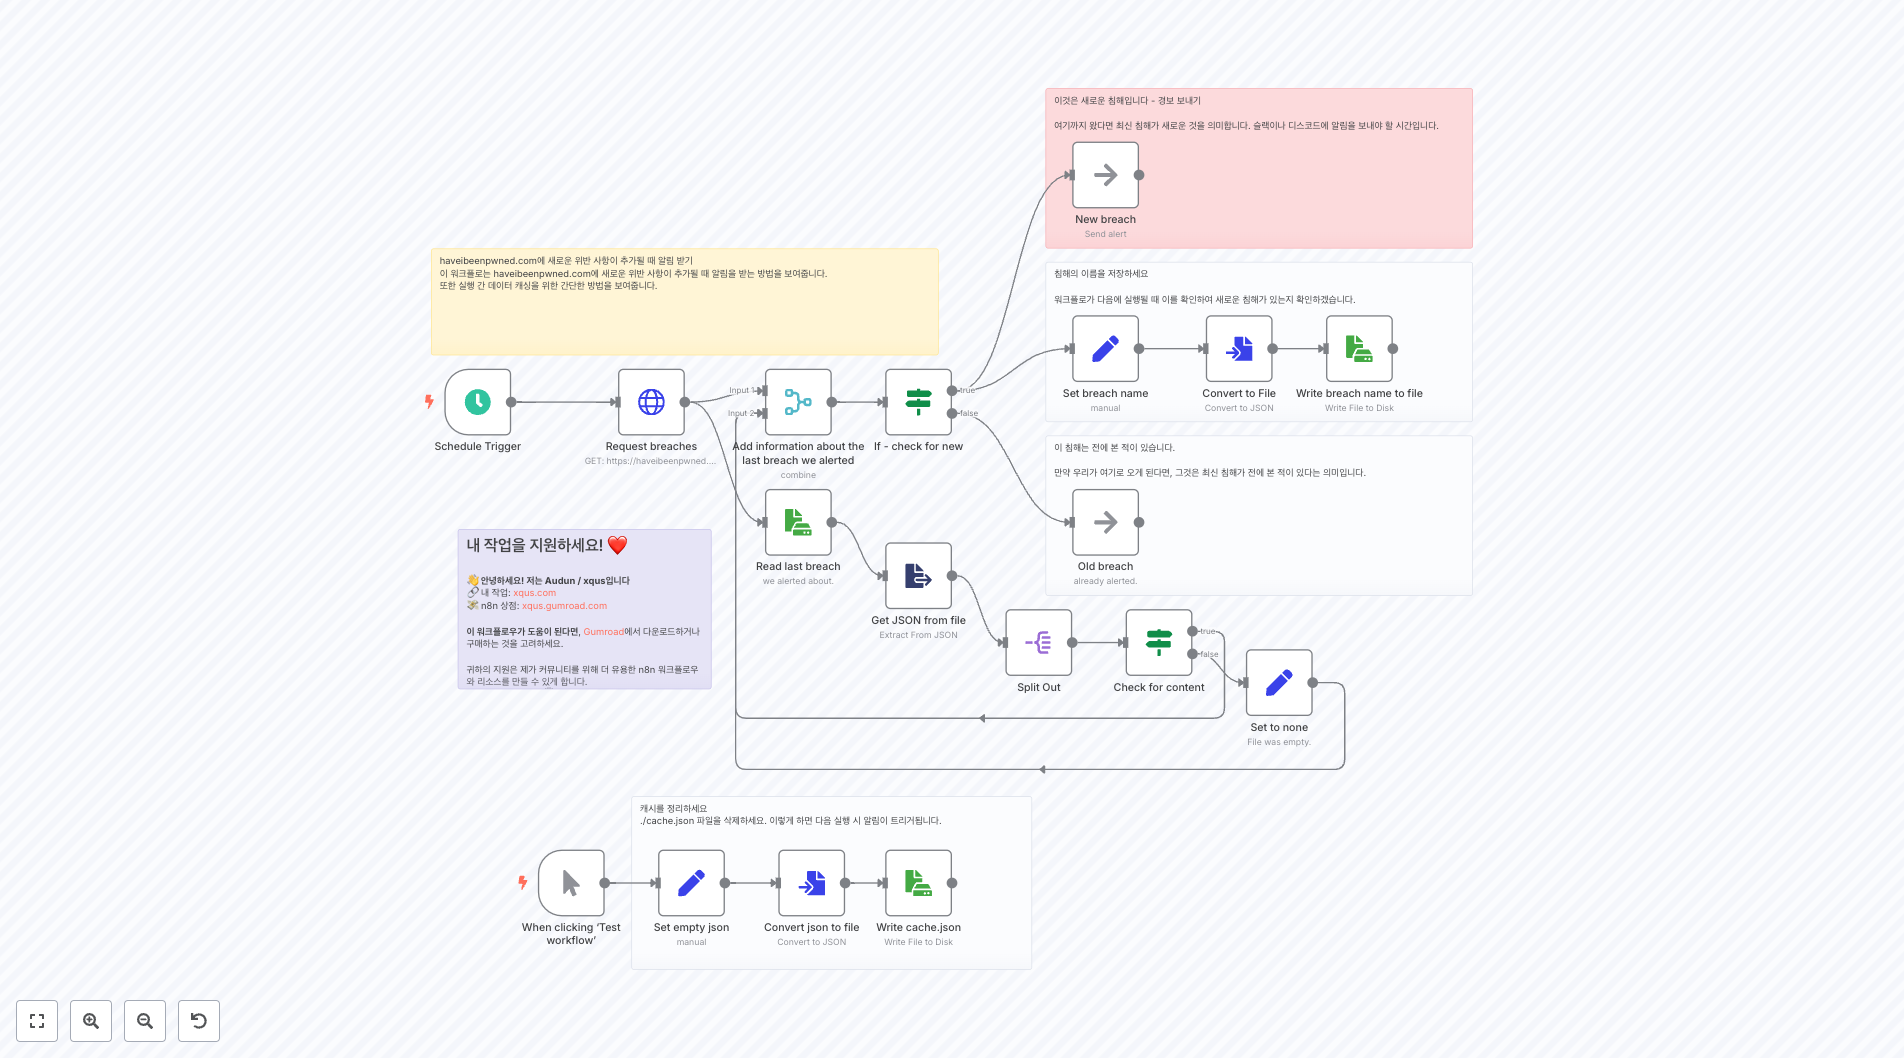 이것은 새로운 침해입니다 - 경보 보내기
여기까지 왔다면 최신 침해가 새로운 것을 의미합니다. 슬랙이나 디스코드에 알림을 보내야 할 시간입니다.
New breach
Send alert
haveibeenpwned.com에 새로운 위반 사항이 추가될 때 알림 받기
이 워크플로는 haveibeenpwned.com에 새로운 위반 사항이 추가될 때 알림을 받는 방법을 보여줍니다.
또한 실행 간 데이터 캐싱을 위한 간단한 방법을 보여줍니다.
침해의 이름을 저장하세요
워크플로가 다음에 실행될 때 이를 확인하여 새로운 침해가 있는지 확인하겠습니다.
Set breach name
manual
Convert to File
Convert to JSON
Write breach name to file
Write File to Disk
Schedule Trigger
Request breaches
GET: https://haveibeenpwned....
Input 1
Input 2
Add information about the
last breach we alerted
combine
If - check for new
true
false
이 침해는 전에 본 적이 있습니다.
만약 우리가 여기로 오게 된다면, 그것은 최신 침해가 전에 본 적이 있다는 의미입니다.
Old breach
already alerted.
Read last breach
we alerted about.
Get JSON from file
Extract From JSON
Split Out
Check for content
true
false
Set to none
File was empty.
내 작업을 지원하세요! ❤️
👋 안녕하세요! 저는 Audun / xqus입니다
🔗 내 작업: xqus.com
💸 n8n 상점: xqus.gumroad.com
이 워크플로우가 도움이 된다면, Gumroad에서 다운로드하거나
구매하는 것을 고려하세요.
귀하의 지원은 제가 커뮤니티를 위해 더 유용한 n8n 워크플로우
와 리소스를 만들 수 있게 합니다.
캐시를 정리하세요
./cache.json 파일을 삭제하세요. 이렇게 하면 다음 실행 시 알림이 트리거됩니다.
When clicking ‘Test
workflow’
Set empty json
manual
Convert json to file
Convert to JSON
Write cache.json
Write File to Disk